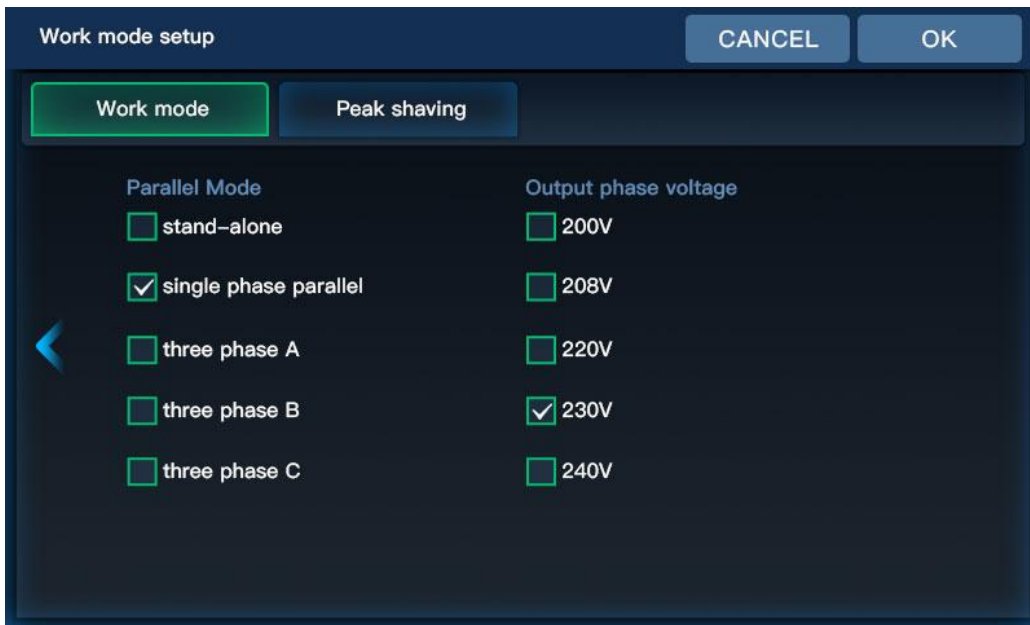 Work mode setup
CANCEL
OK
Work mode
Peak shaving
Parallel Mode
Output phase voltage
stand-alone
200V
single phase parallel
208V
three phase A
220V
three phase B
230V
three phase C
240V